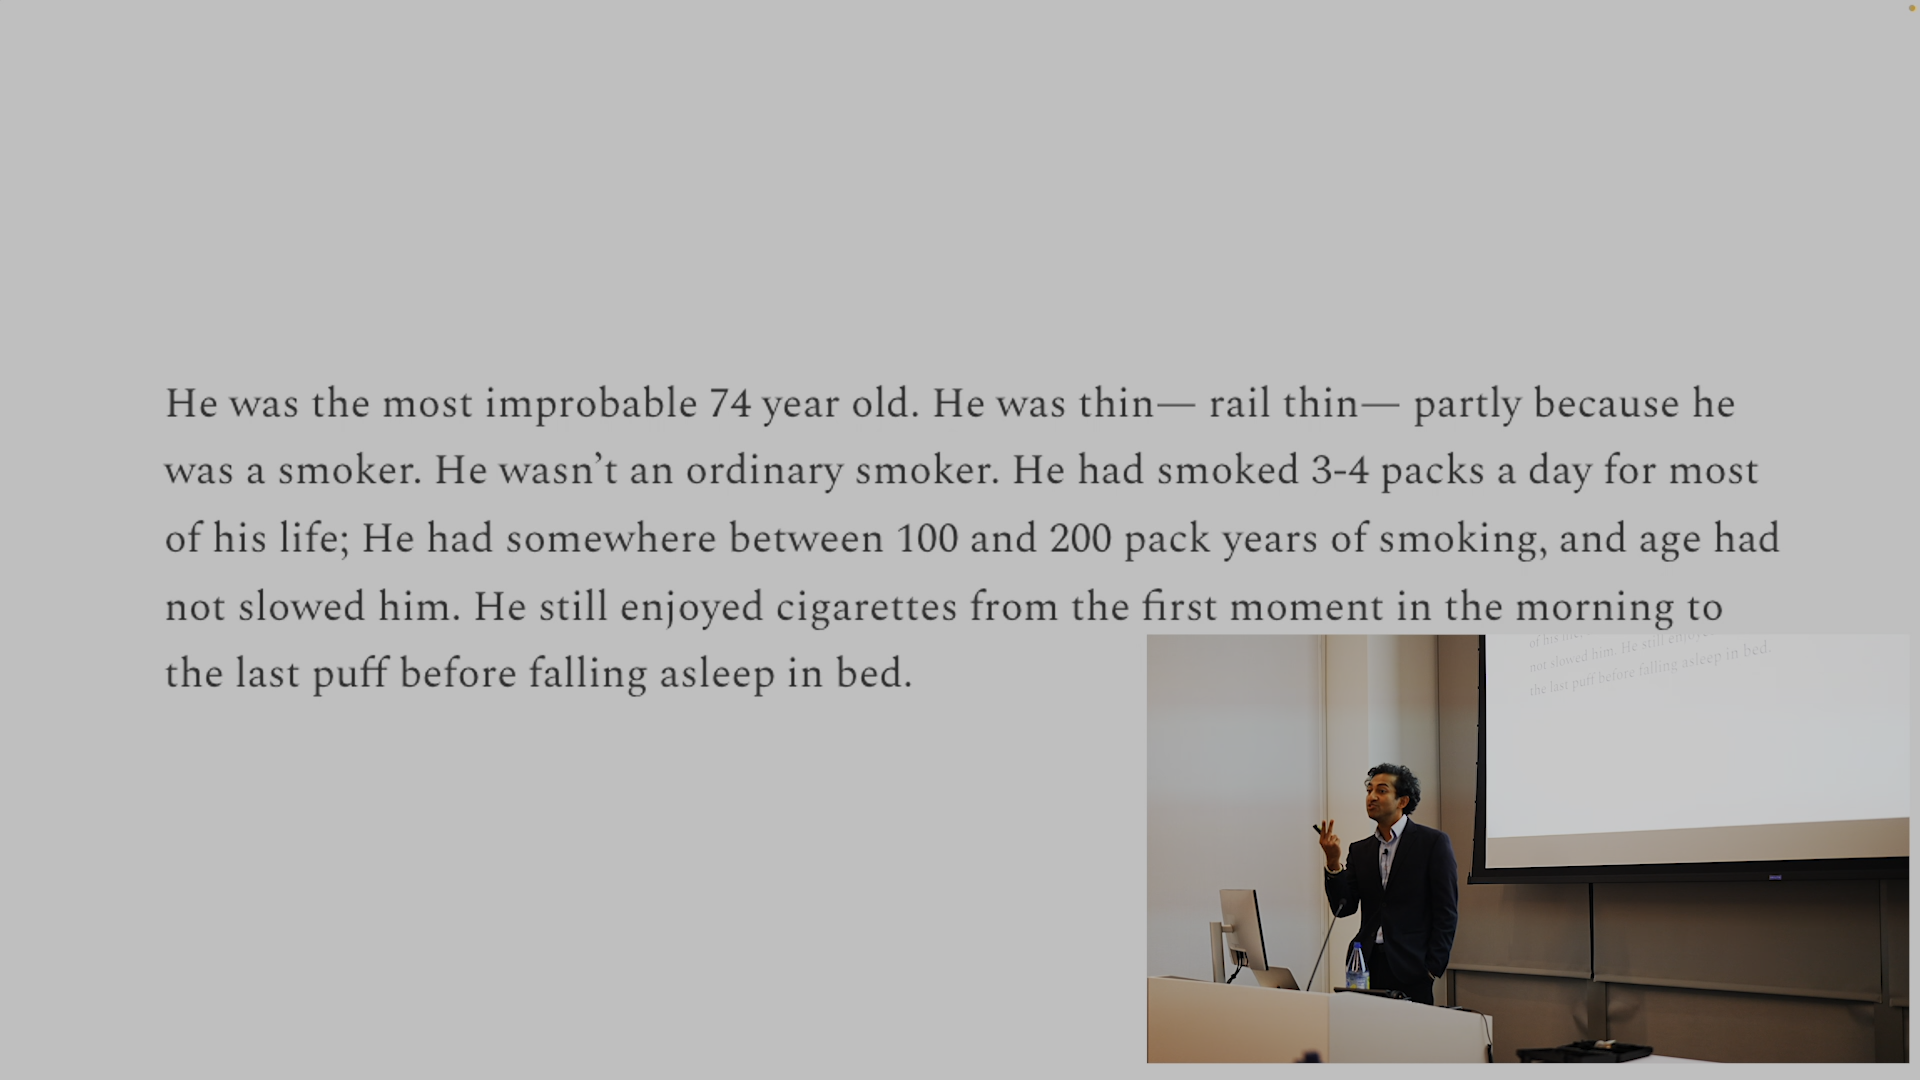 He was the most improbable 74 year old. He was thin— rail thin— partly because he
was a smoker. He wasn’t an ordinary smoker. He had smoked 3-4 packs a day for most
of his life; He had somewhere between 100 and 200 pack years of smoking, and age had
not slowed him. He still enjoyed cigarettes from the first moment in the morning to
the last puff before falling asleep in bed.
of his life
not slowed him. He still enjoy
the last puff before falling asleep in bed.